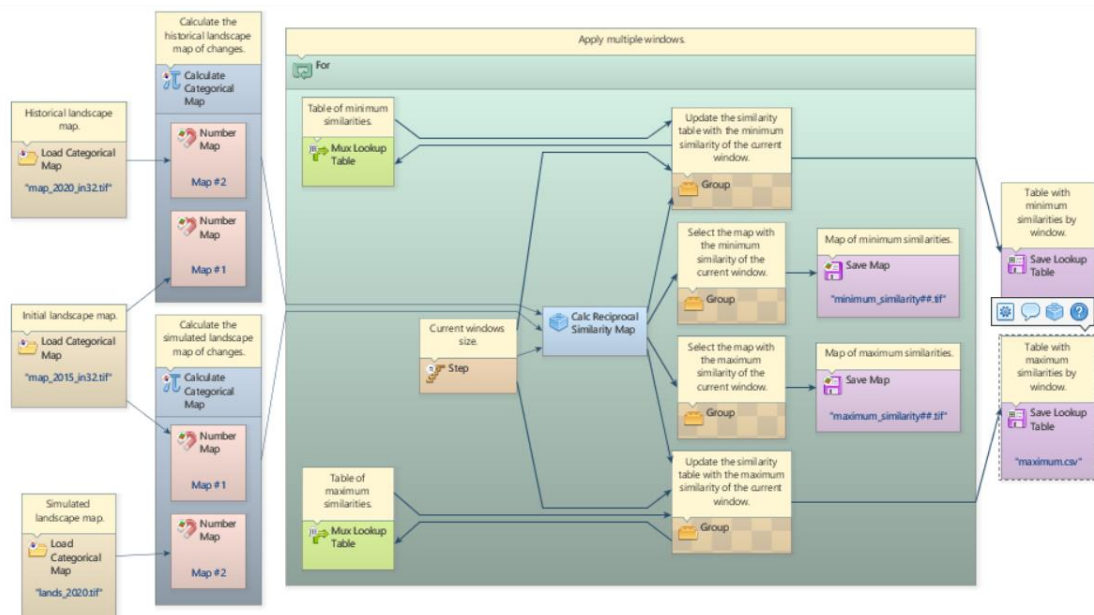 Calculate the
historical landscape
map of changes.
Calculate
Categorical
Map
Number
Map
Map #2
Number
Map
Map #1
Historical landscape
map.
Load Categorical
Map
"map_2020_in32.tif"
Initial landscape map.
Load Categorical
Map
"map_2015_in32.tif"
Calculate the
simulated landscape
map of changes.
Calculate
Categorical
Map
Number
Map
Map #1
Number
Map
Map #2
Simulated
landscape map.
Load
Categorical
Map
"lands_2020.tif"
Apply multiple windows.
For
Table of minimum
similarities.
Mux Lookup
Table
Current windows
size.
Step
Table of
maximum
similarities.
Mux Lookup
Table
Calc Reciprocal
Similarity Map
Update the similarity
table with the minimum
similarity of the current
window.
Group
Select the map with
the minimum
similarity of the
current window.
Group
Select the map with
the maximum
similarity of the
current window.
Group
Update the similarity
table with the maximum
similarity of the current
window.
Group
Map of minimum similarities.
Save Map
"minimum_similarity##.tif"
Map of maximum similarities.
Save Map
"maximum_similarity##.tif"
Table with
minimum
similarities by
window.
Save Lookup
Table
Table with
maximum
similarities by
window.
Save Lookup
Table
"maximum.csv"